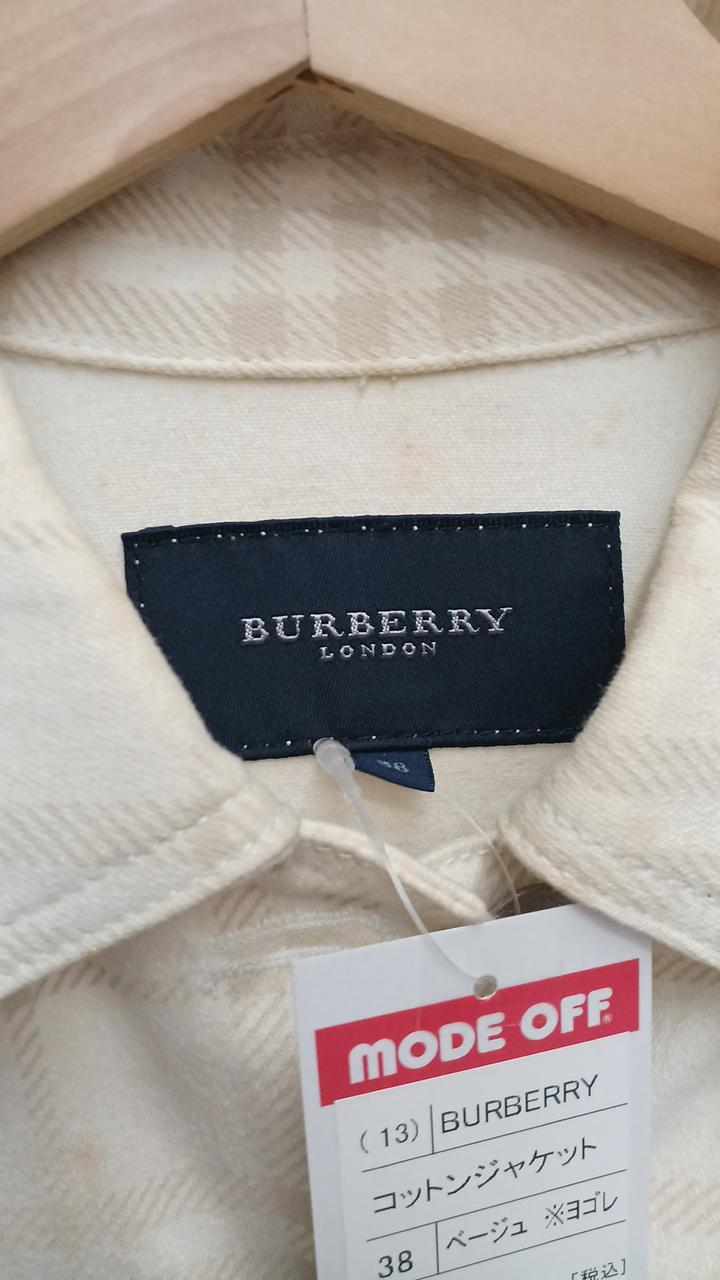 BURBERRY
LONDON
38
MODE OFF®
(13) BURBERRY
コットンジャケット
38 ベージュ ※ヨゴレ
[税込]